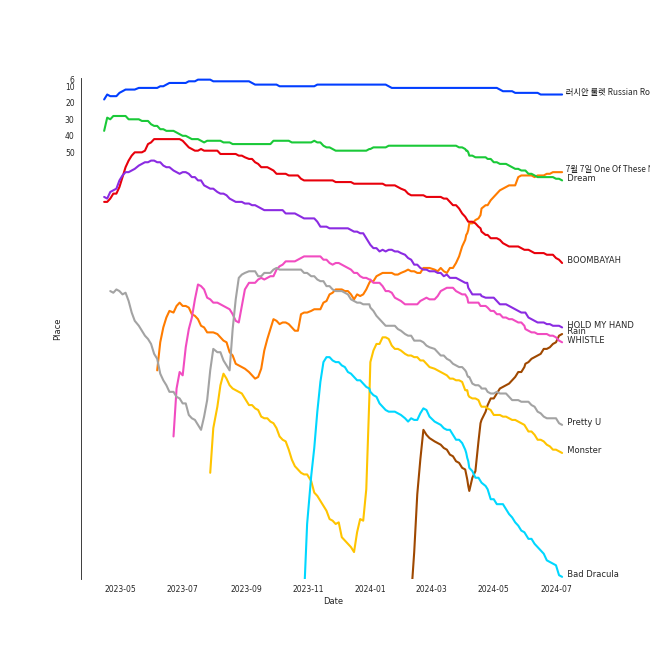 6
10
20
30
40
50
Place
러시안 룰렛 Russian Ro
7월 7일 One Of These N
Dream
BOOMBAYAH
HOLD MY HAND
Rain
WHISTLE
Pretty U
Monster
Bad Dracula
2023-05 2023-07 2023-09 2023-11 2024-01 2024-03 2024-05 2024-07
Date